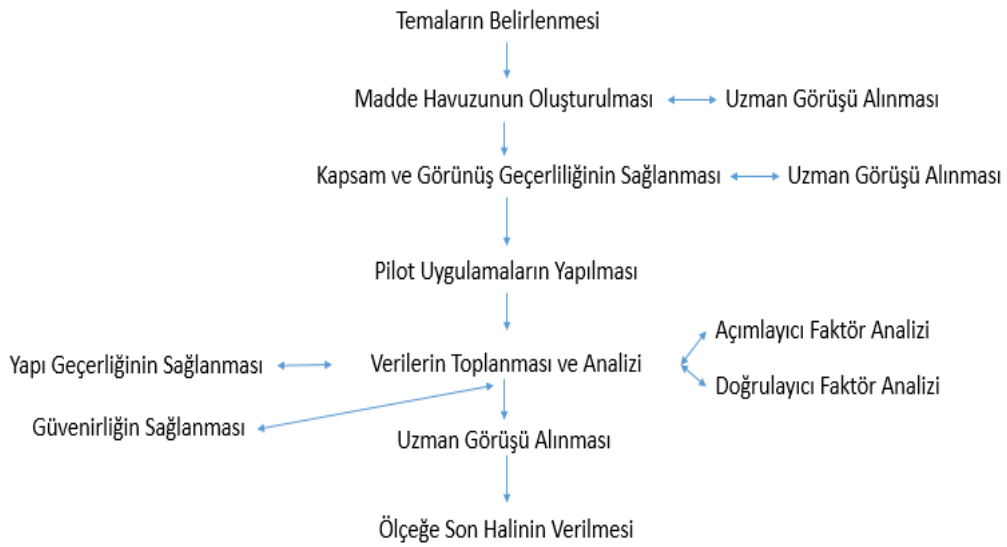 Temaların Belirlenmesi
Madde Havuzunun Oluşturulması
Uzman Görüşü Alınması
Kapsam ve Görünüş Geçerliliğinin Sağlanması
Uzman Görüşü Alınması
Pilot Uygulamaların Yapılması
Açımlayıcı Faktör Analizi
Yapı Geçerliğinin Sağlanması
Verilerin Toplanması ve Analizi
Doğrulayıcı Faktör Analizi
Güvenirliğin Sağlanması
Uzman Görüşü Alınması
Ölçeğe Son Halinin Verilmesi